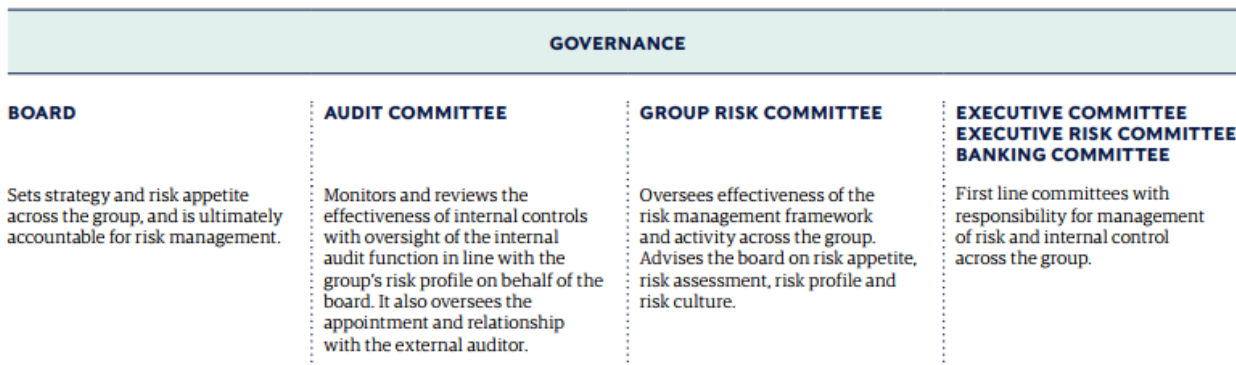 GOVERNANCE
BOARD
Sets strategy and risk appetite
across the group, and is ultimately
accountable for risk management.
AUDIT COMMITTEE
Monitors and reviews the
effectiveness of internal controls
with oversight of the internal
audit function in line with the
group's risk profile on behalf of the
board. It also oversees the
appointment and relationship
with the external auditor.
GROUP RISK COMMITTEE
Oversees effectiveness of the
risk management framework
and activity across the group.
Advises the board on risk appetite,
risk assessment, risk profile and
risk culture.
EXECUTIVE COMMITTEE
EXECUTIVE RISK COMMITTEE
BANKING COMMITTEE
First line committees with
responsibility for management
of risk and internal control
across the group.